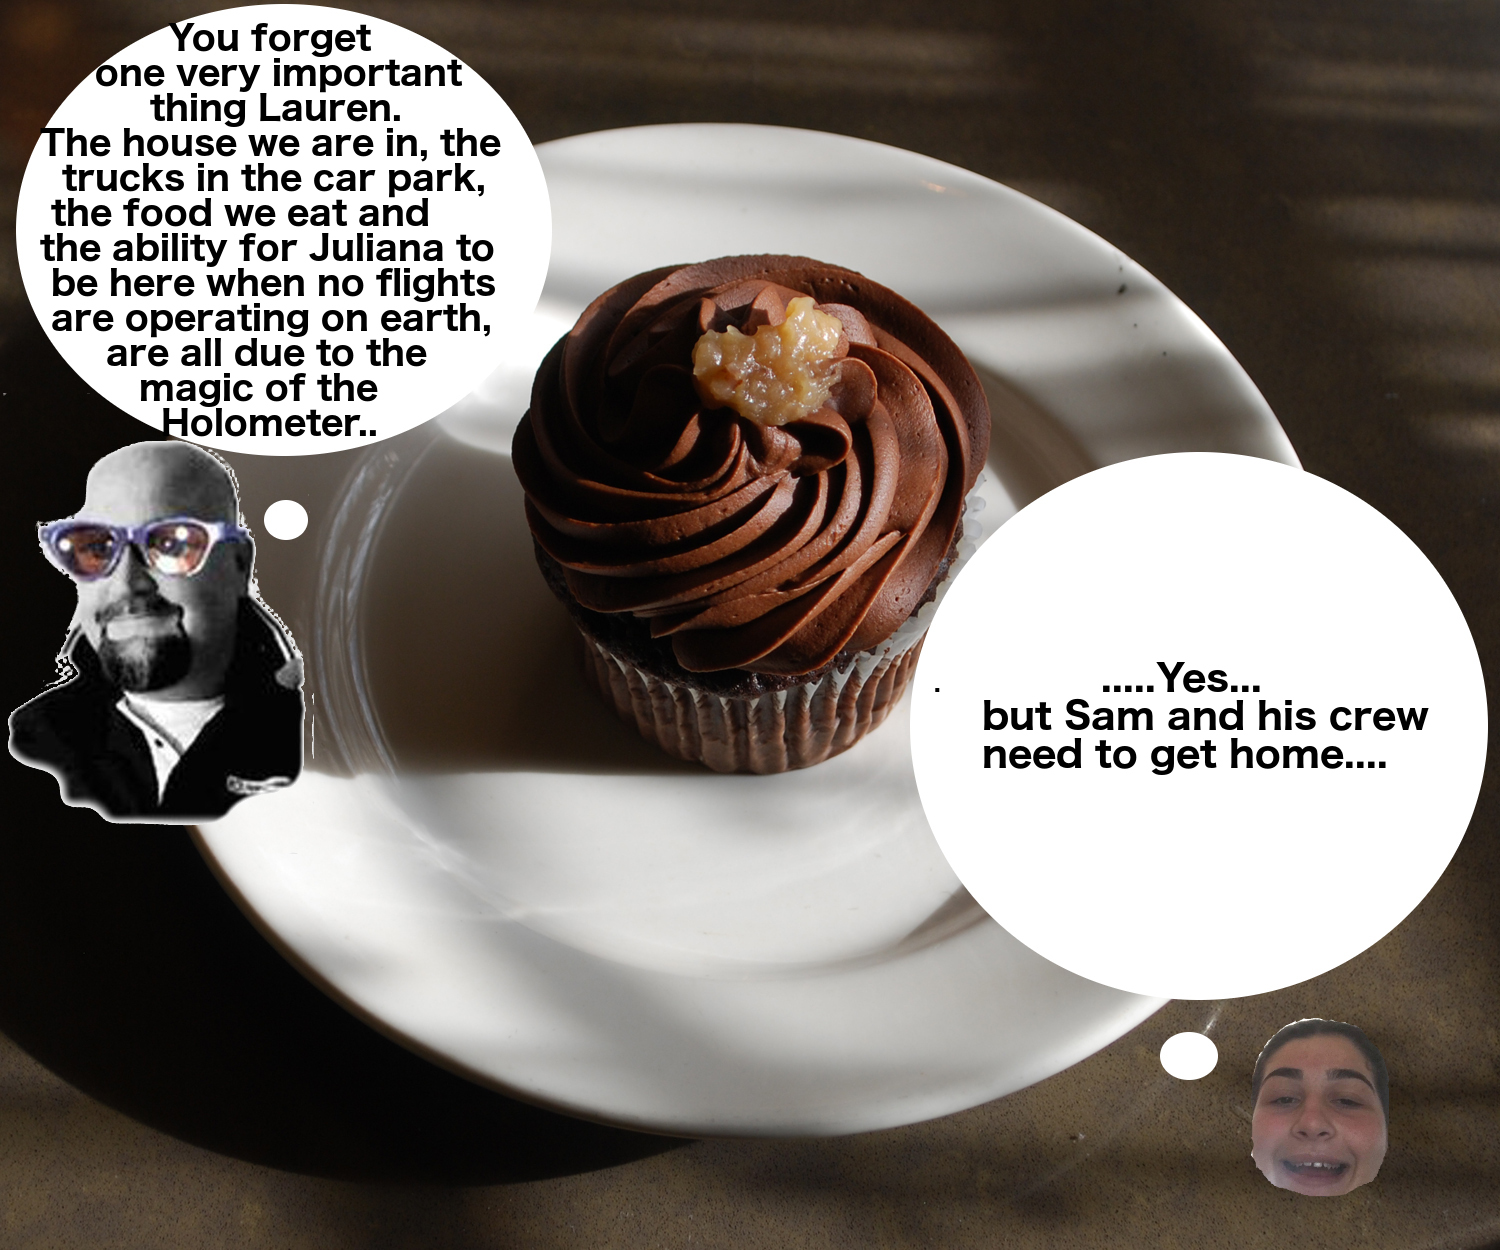 You forget
one very important
thing Lauren.
The house we are in, the
trucks in the car park,
the food we eat and
the ability for Juliana to
be here when no flights
are operating on earth,
are all due to the
magic of the
Holometer..
.....Yes...
but Sam and his crew
need to get home....